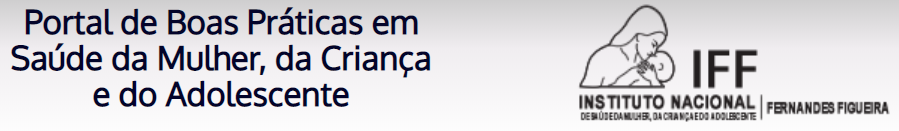 Portal de Boas Práticas em
Saúde da Mulher, da Criança
e do Adolescente
IFF
INSTITUTO NACIONAL
DE SAÚDE DA MULHER, DA CRIANÇA E DO ADOLESCENTE
FERNANDES FIGUEIRA